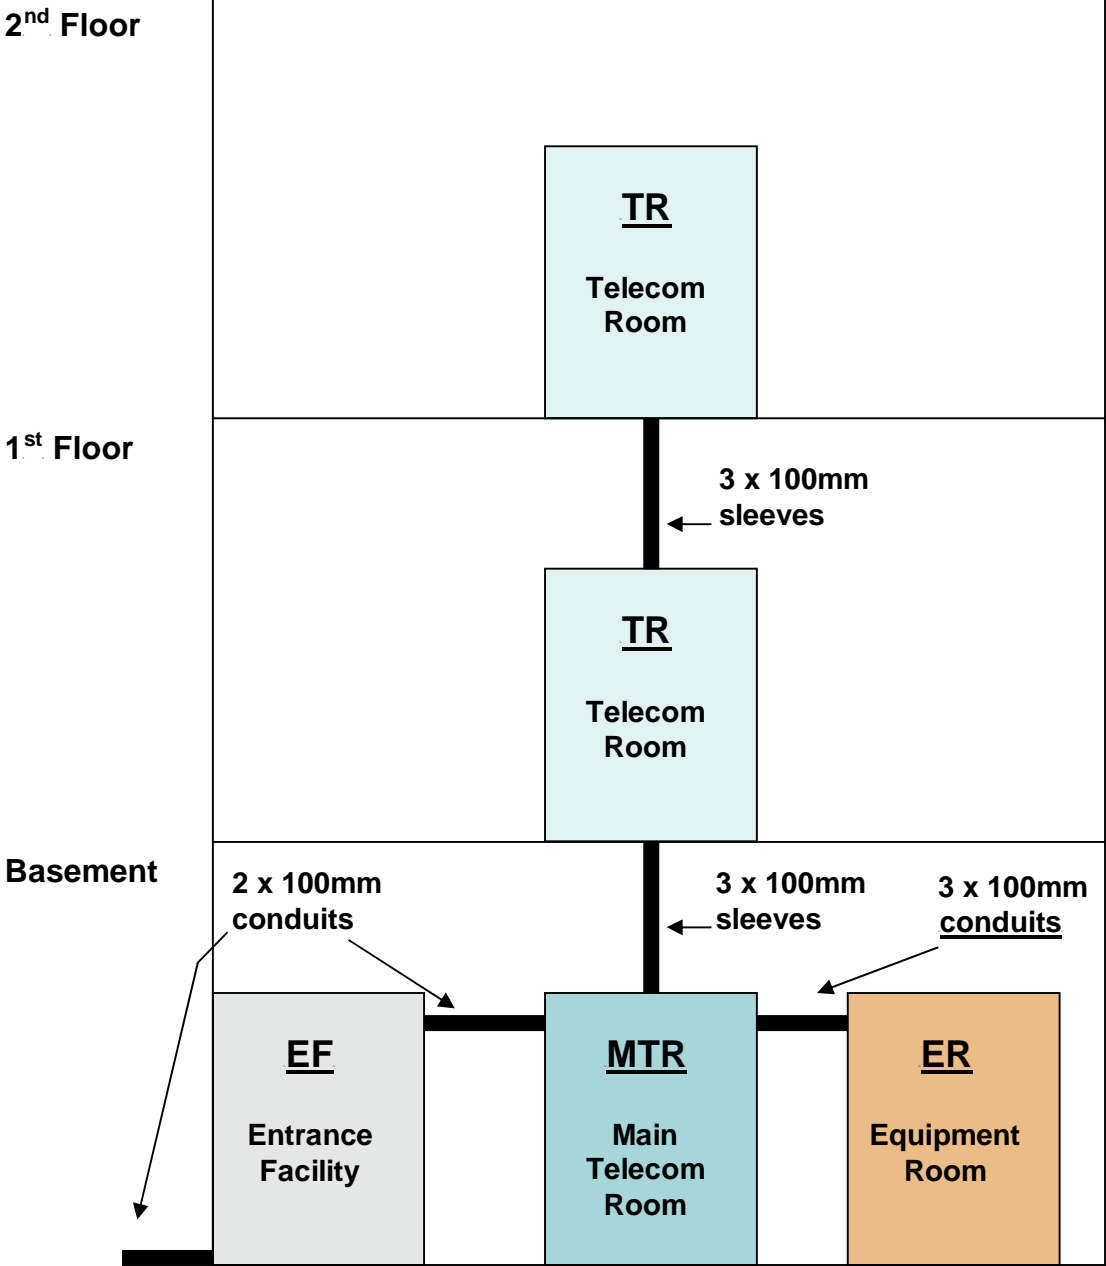 2nd Floor
TR
Telecom
Room
1st Floor
3 x 100mm
sleeves
TR
Telecom
Room
Basement
2 x 100mm
conduits
3 x 100mm
sleeves
3 x 100mm
conduits
EF
Entrance
Facility
MTR
Main
Telecom
Room
ER
Equipment
Room